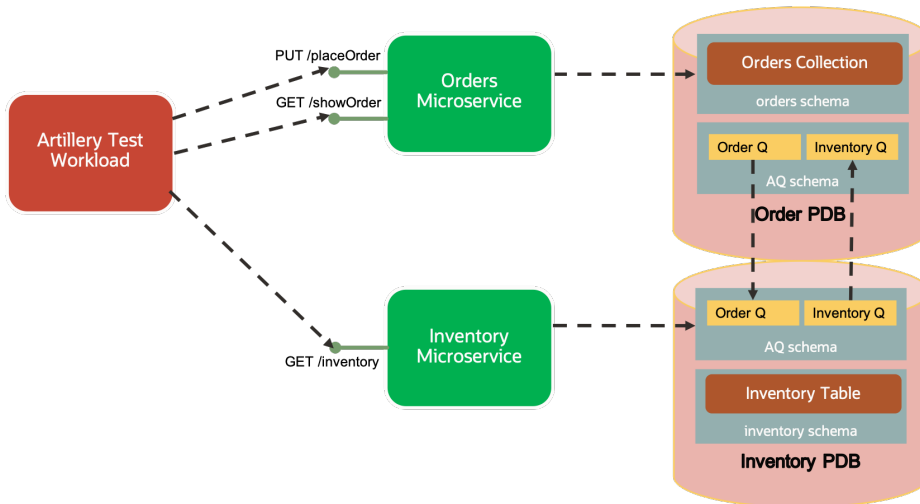 PUT /placeOrder
GET /showOrder
Artillery Test
Workload
Orders
Microservice
Orders Collection
orders schema
Order Q
Inventory Q
AQ schema
Order PDB
GET /inventory
Inventory
Microservice
Order Q
Inventory Q
AQ schema
Inventory Table
inventory schema
Inventory PDB